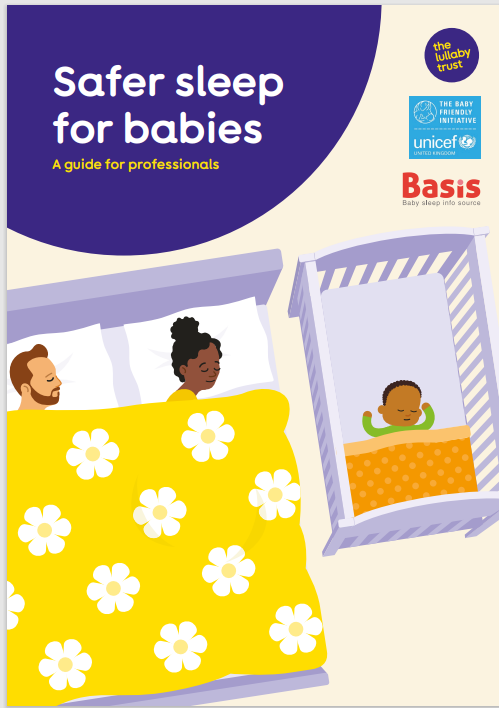 Safer sleep
for babies
A guide for professionals
the
lullaby
trust
THE BABY
FRIENDLY
INITIATIVE
unicef
UNITED KINGDOM
Basis
Baby sleep info source